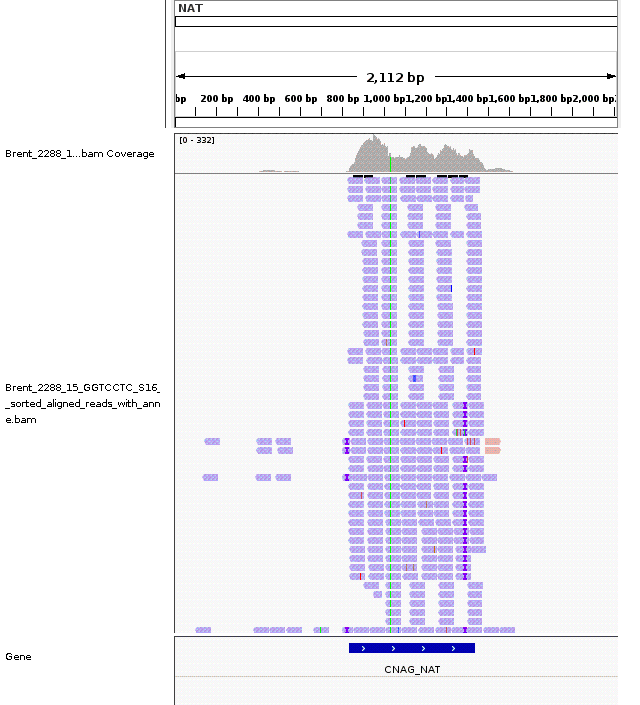 NAT
2,112 bp
bp 200 bp 400 bp 600 bp 800 bp 1,000 bp 1,200 bp 1,400 bp 1,600 bp 1,800 bp 2,000 bp
[0 - 332]
Brent_2288_1...bam Coverage
Brent_2288_15_GGTCCTC_S16_
_sorted_aligned_reads_with_ann
e.bam
Gene
CNAG_NAT